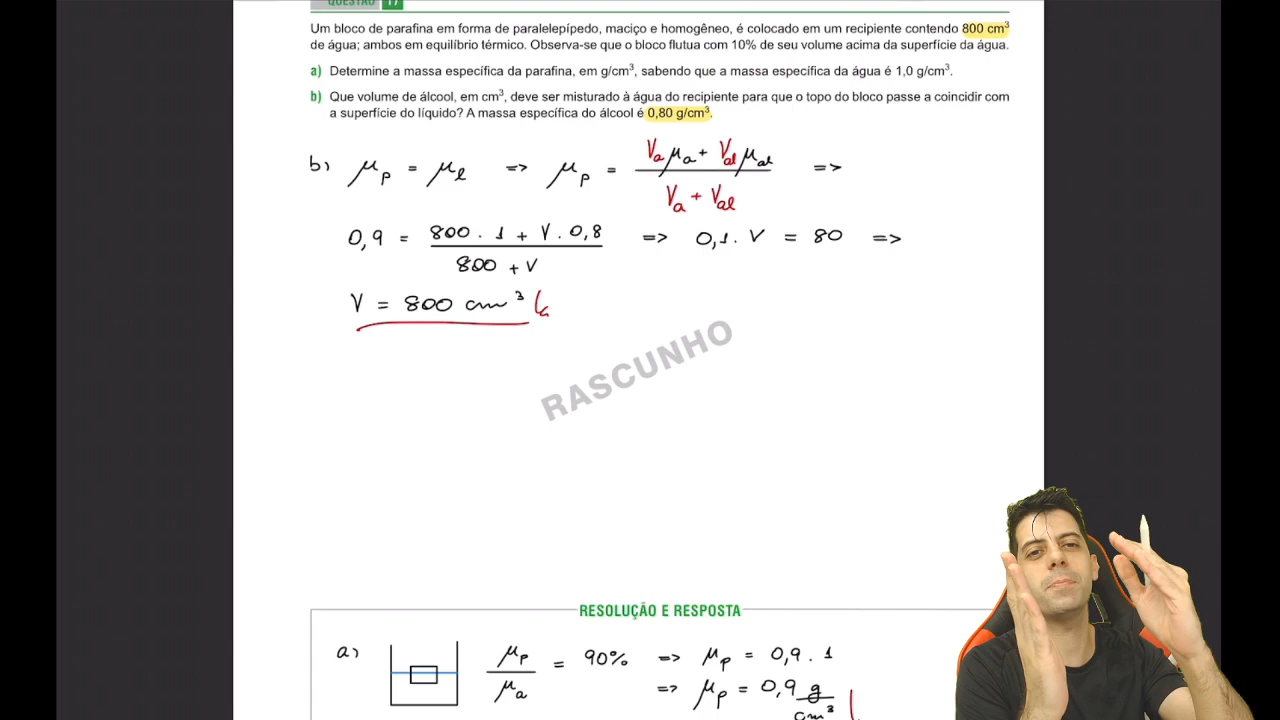 QUESTÃO 17
Um bloco de parafina em forma de paralelepípedo, maciço e homogêneo, é colocado em um recipiente contendo 800 cm³
de água; ambos em equilíbrio térmico. Observa-se que o bloco flutua com 10% de seu volume acima da superfície da água.
a) Determine a massa específica da parafina, em g/cm³, sabendo que a massa específica da água é 1,0 g/cm³.
b) Que volume de álcool, em cm³, deve ser misturado à água do recipiente para que o topo do bloco passe a coincidir com
a superfície do líquido? A massa específica do álcool é 0,80 g/cm³.
b) μp = μl => μp = (Va μa + Val μal) / (Va + Val) =>
0,9 = (800 . 1 + V . 0,8) / (800 + V) => 0,1 . V = 80 =>
V = 800 cm³
RASCUNHO
RESOLUÇÃO E RESPOSTA
a) μp / μa = 90% => μp = 0,9 . 1
=> μp = 0,9 g/cm³